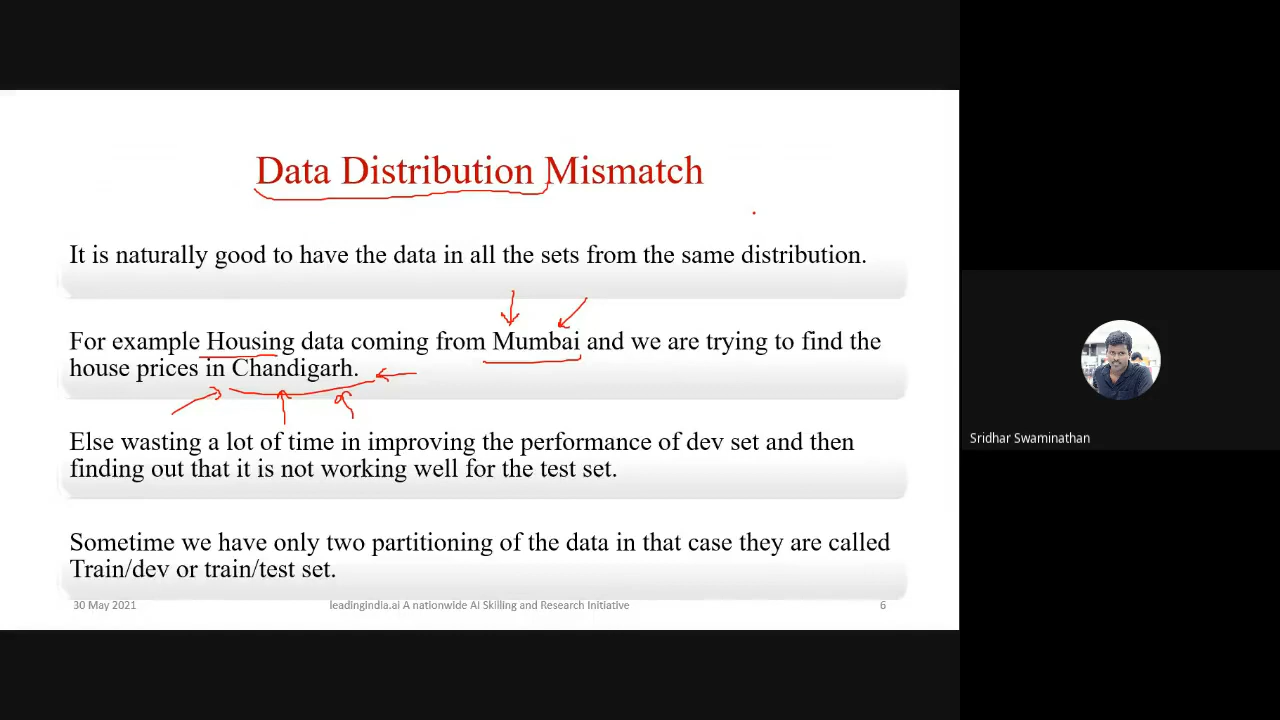 Data Distribution Mismatch
It is naturally good to have the data in all the sets from the same distribution.
For example Housing data coming from Mumbai and we are trying to find the
house prices in Chandigarh.
Else wasting a lot of time in improving the performance of dev set and then
finding out that it is not working well for the test set.
Sometime we have only two partitioning of the data in that case they are called
Train/dev or train/test set.
30 May 2021
leadingindia.ai A nationwide AI Skilling and Research Initiative
6
Sridhar Swaminathan